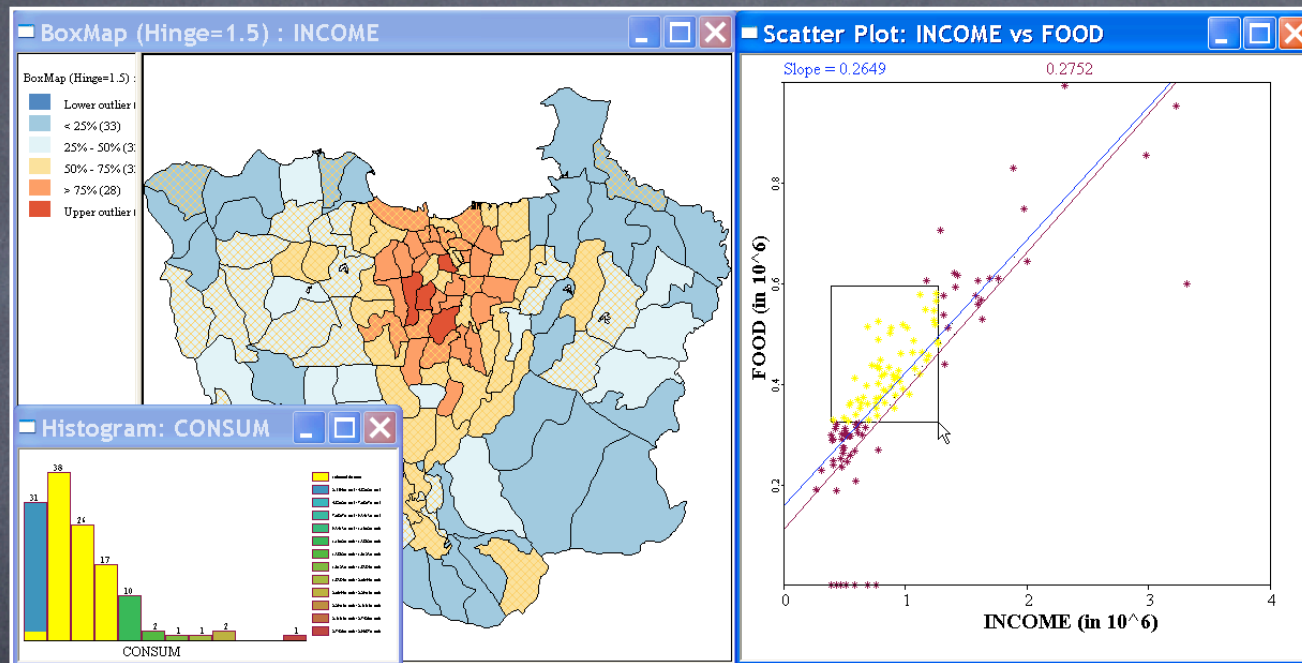 BoxMap (Hinge=1.5) : INCOME
BoxMap (Hinge=1.5) :
Lower outlier (
< 25% (33)
25% - 50% (3
50% - 75% (3
> 75% (28)
Upper outlier (
Histogram: CONSUM
31
38
26
17
10
2
1
1
2
1
CONSUM
Scatter Plot: INCOME vs FOOD
Slope = 0.2649
0.2752
FOOD (in 10^6)
0.8
0.6
0.4
0.2
0
1
2
3
4
INCOME (in 10^6)